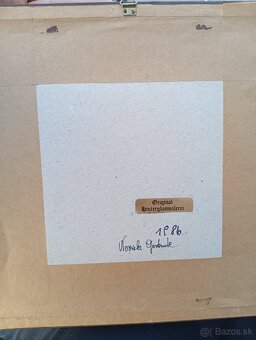 Original
Hinterglasmalerei
1986.
© Bazos.sk